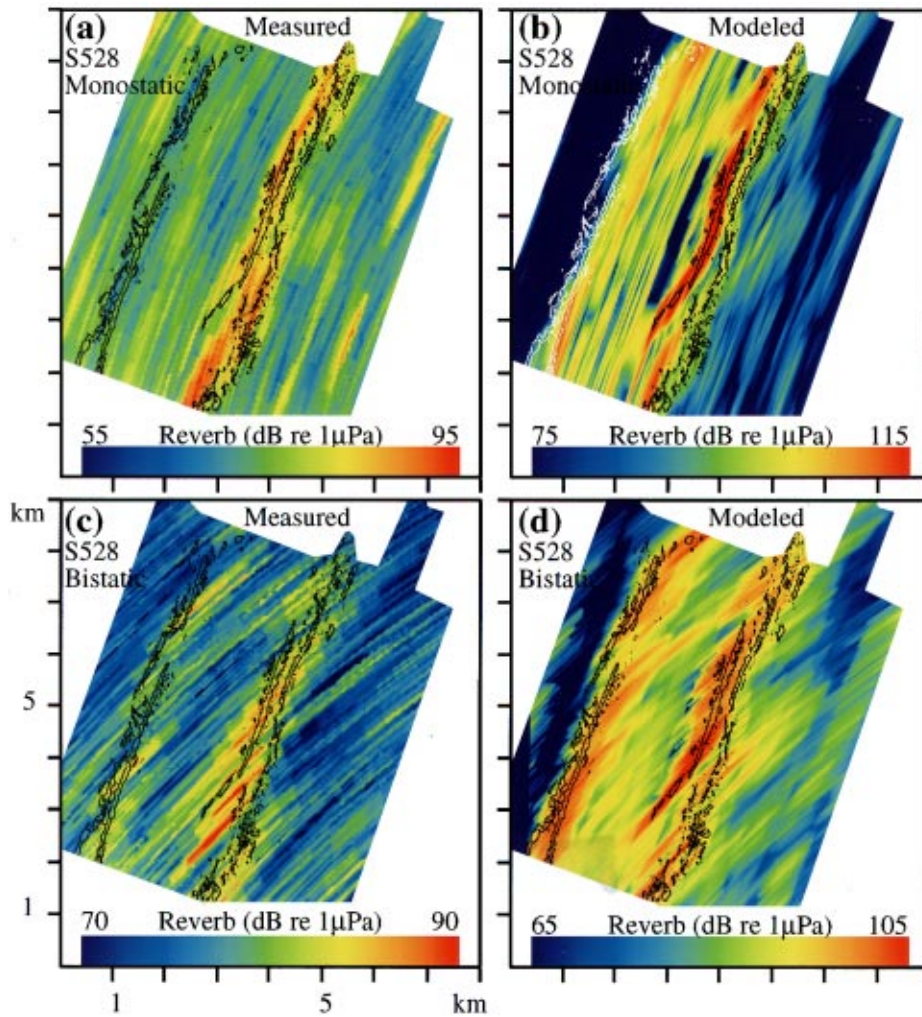 (a) Measured
S528
Monostatic
55 Reverb (dB re 1µPa) 95
(b) Modeled
S528
Monostatic
75 Reverb (dB re 1µPa) 115
km
(c) Measured
S528
Bistatic
5
1
70 Reverb (dB re 1µPa) 90
1 5 km
(d) Modeled
S528
Bistatic
65 Reverb (dB re 1µPa) 105